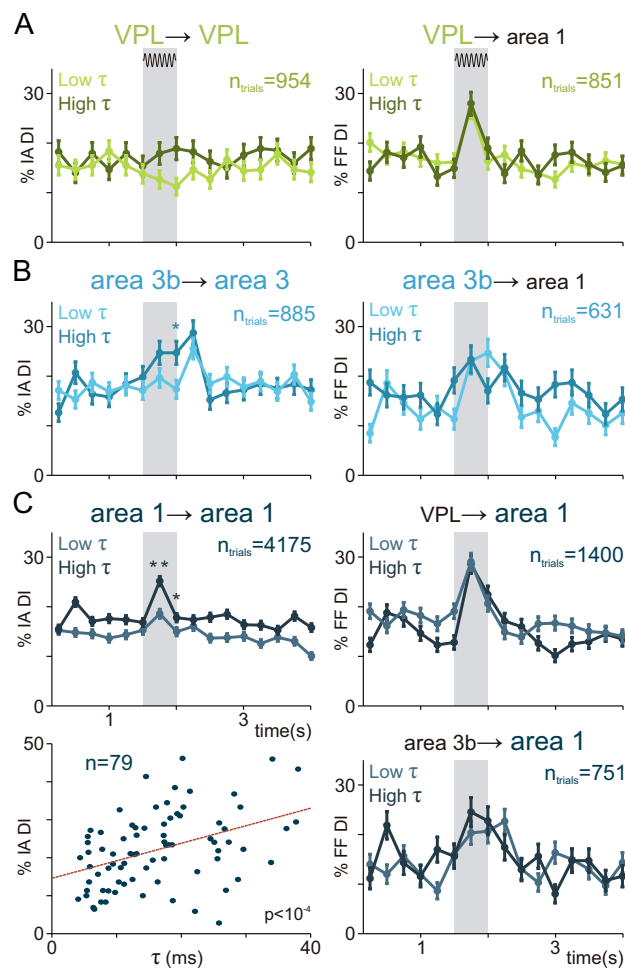 A
VPL→ VPL
Low τ
High τ
n_trials=954
% IA DI
30
0
VPL→ area 1
n_trials=851
% FF DI
30
0
B
area 3b→ area 3
Low τ
High τ
*
n_trials=885
% IA DI
30
0
area 3b→ area 1
Low τ
High τ
n_trials=631
% FF DI
30
0
C
area 1→ area 1
Low τ
High τ
**
*
n_trials=4175
% IA DI
30
0
1
3
time(s)
VPL→ area 1
Low τ
High τ
n_trials=1400
% FF DI
30
0
50
n=79
% IA DI
p<10⁻⁴
0
0
τ (ms)
40
area 3b→ area 1
Low τ
High τ
n_trials=751
% FF DI
30
0
1
3
time(s)